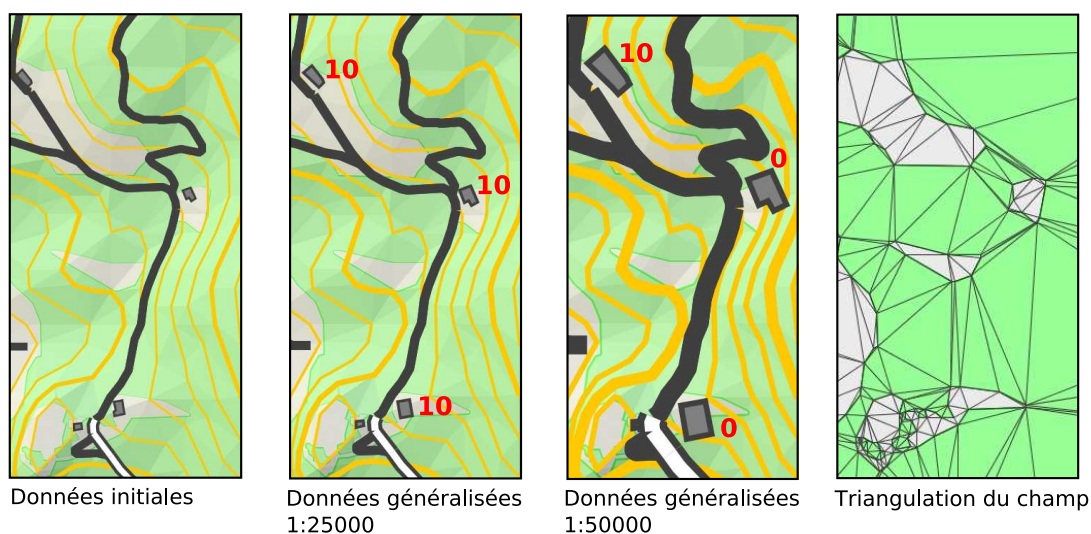 10
10
10
10
0
0
Données initiales
Données généralisées
1:25000
Données généralisées
1:50000
Triangulation du champ